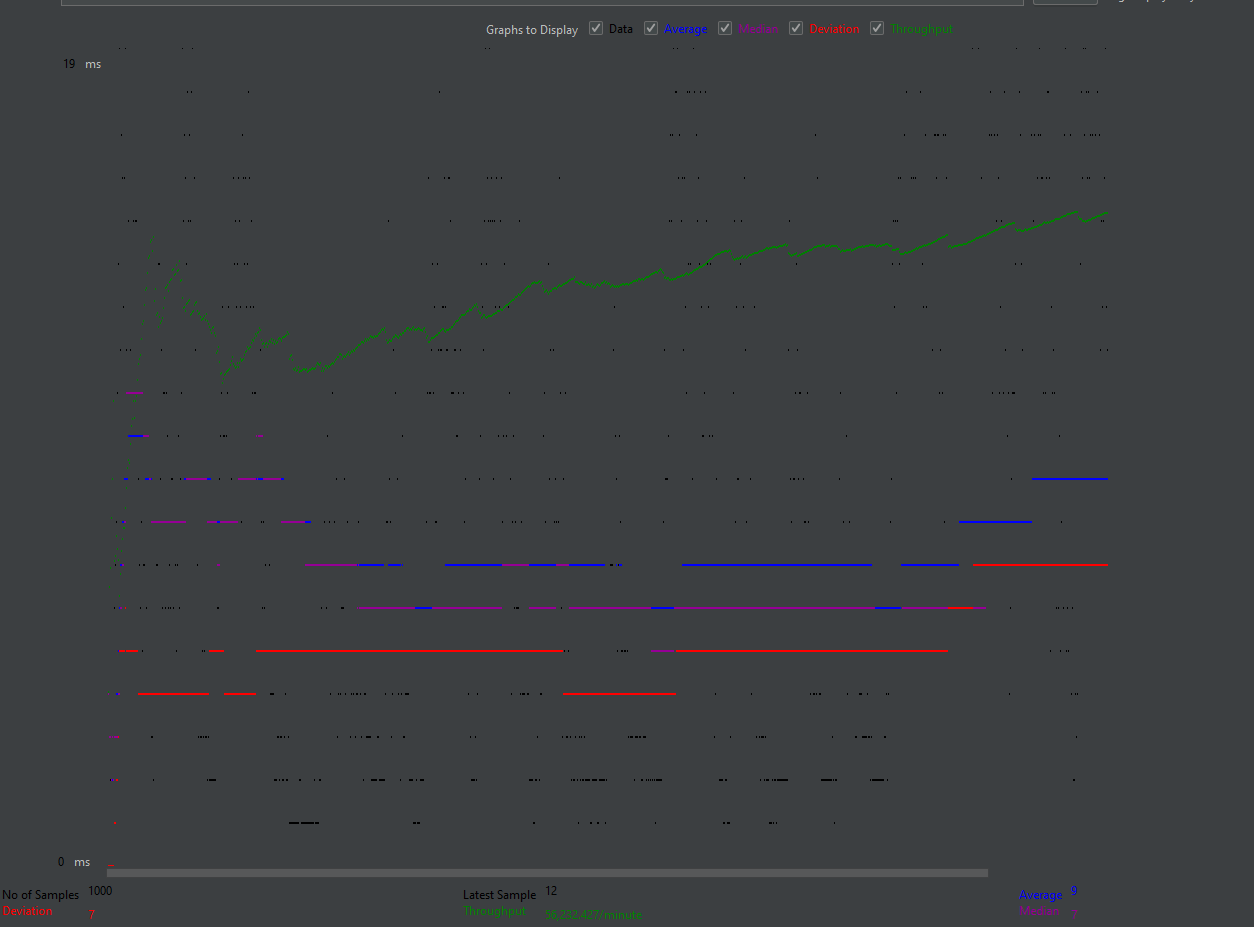 Graphs to Display Data Average Median Deviation Throughput
19 ms
0 ms
No of Samples 1000 Latest Sample 12 Average 9
Deviation 7 Throughput 56,232.427/minute Median